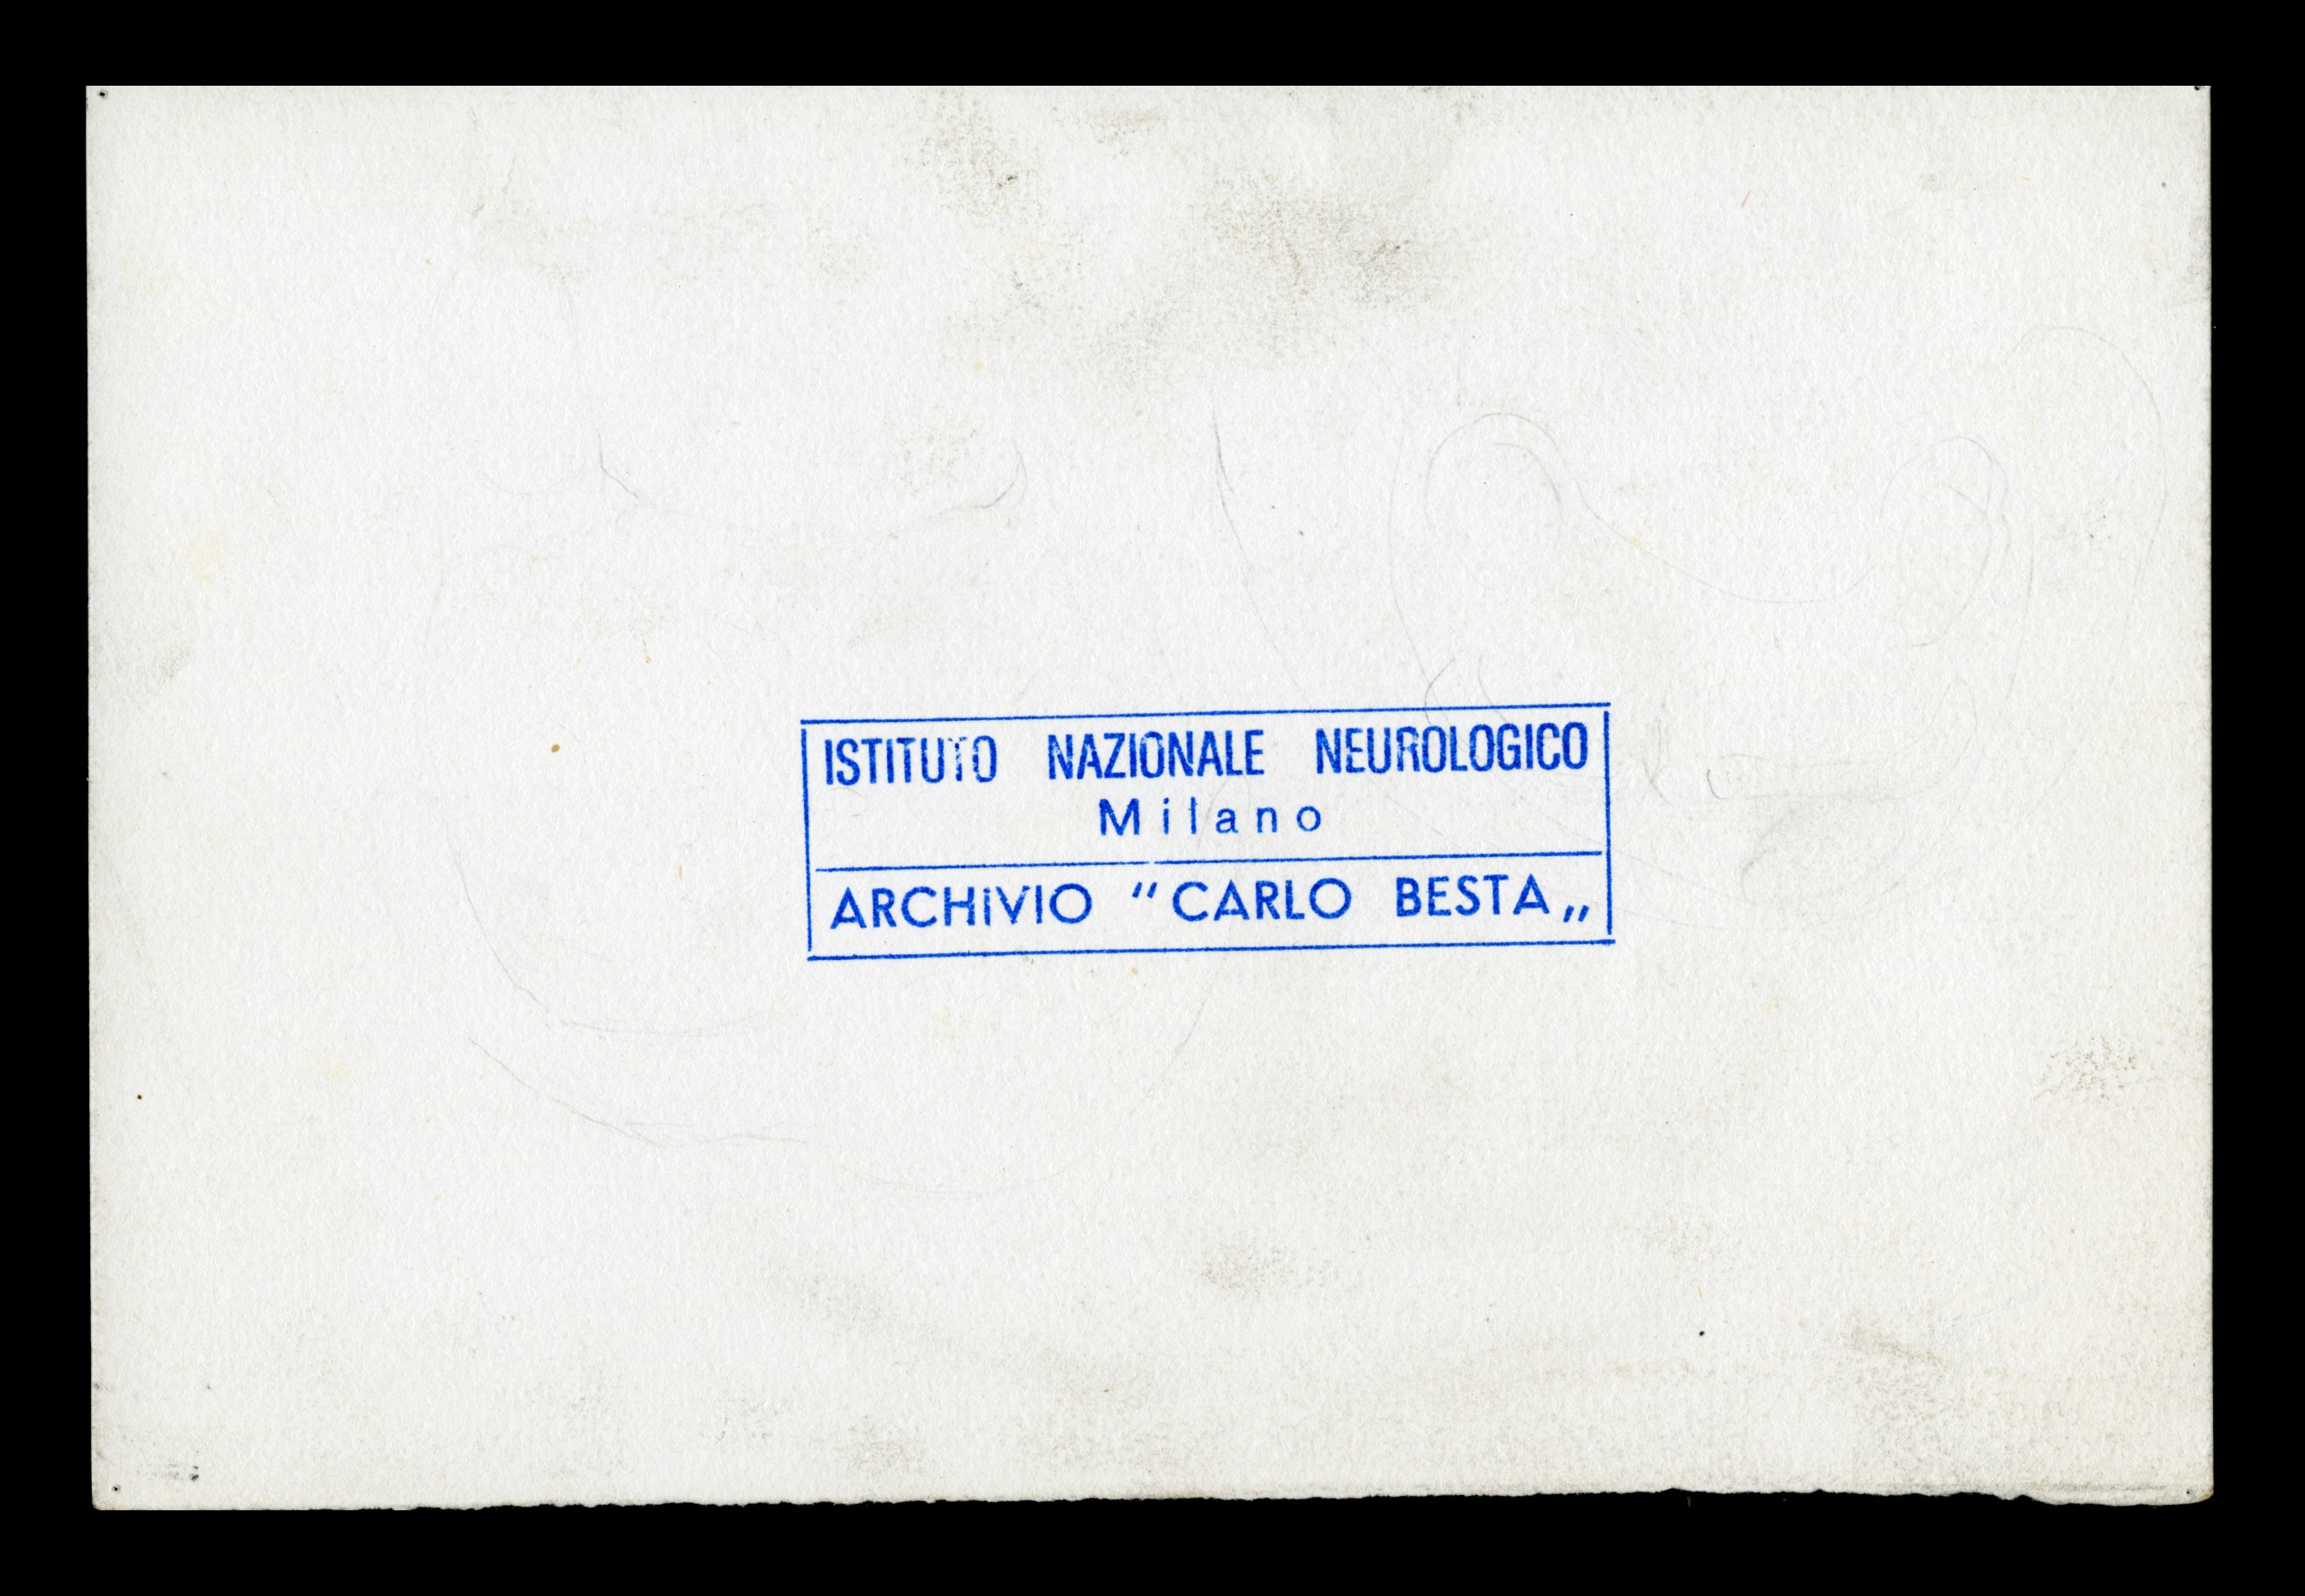 ISTITUTO NAZIONALE NEUROLOGICO
Milano
ARCHIVIO “CARLO BESTA„